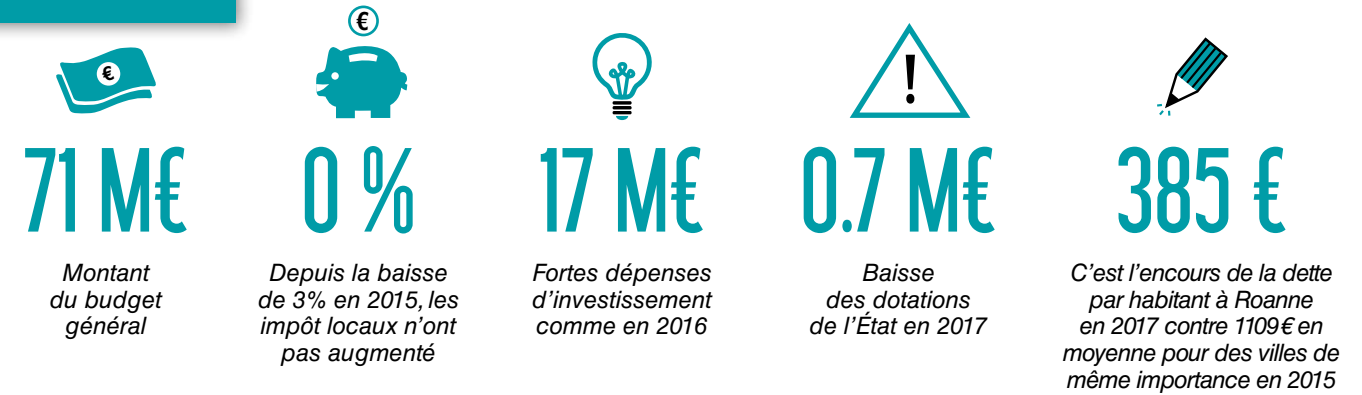 71 M€
Montant
du budget
général
0 %
Depuis la baisse
de 3% en 2015, les
impôt locaux n'ont
pas augmenté
17 M€
Fortes dépenses
d'investissement
comme en 2016
0.7 M€
Baisse
des dotations
de l'État en 2017
385 €
C'est l'encours de la dette
par habitant à Roanne
en 2017 contre 1109€ en
moyenne pour des villes de
même importance en 2015